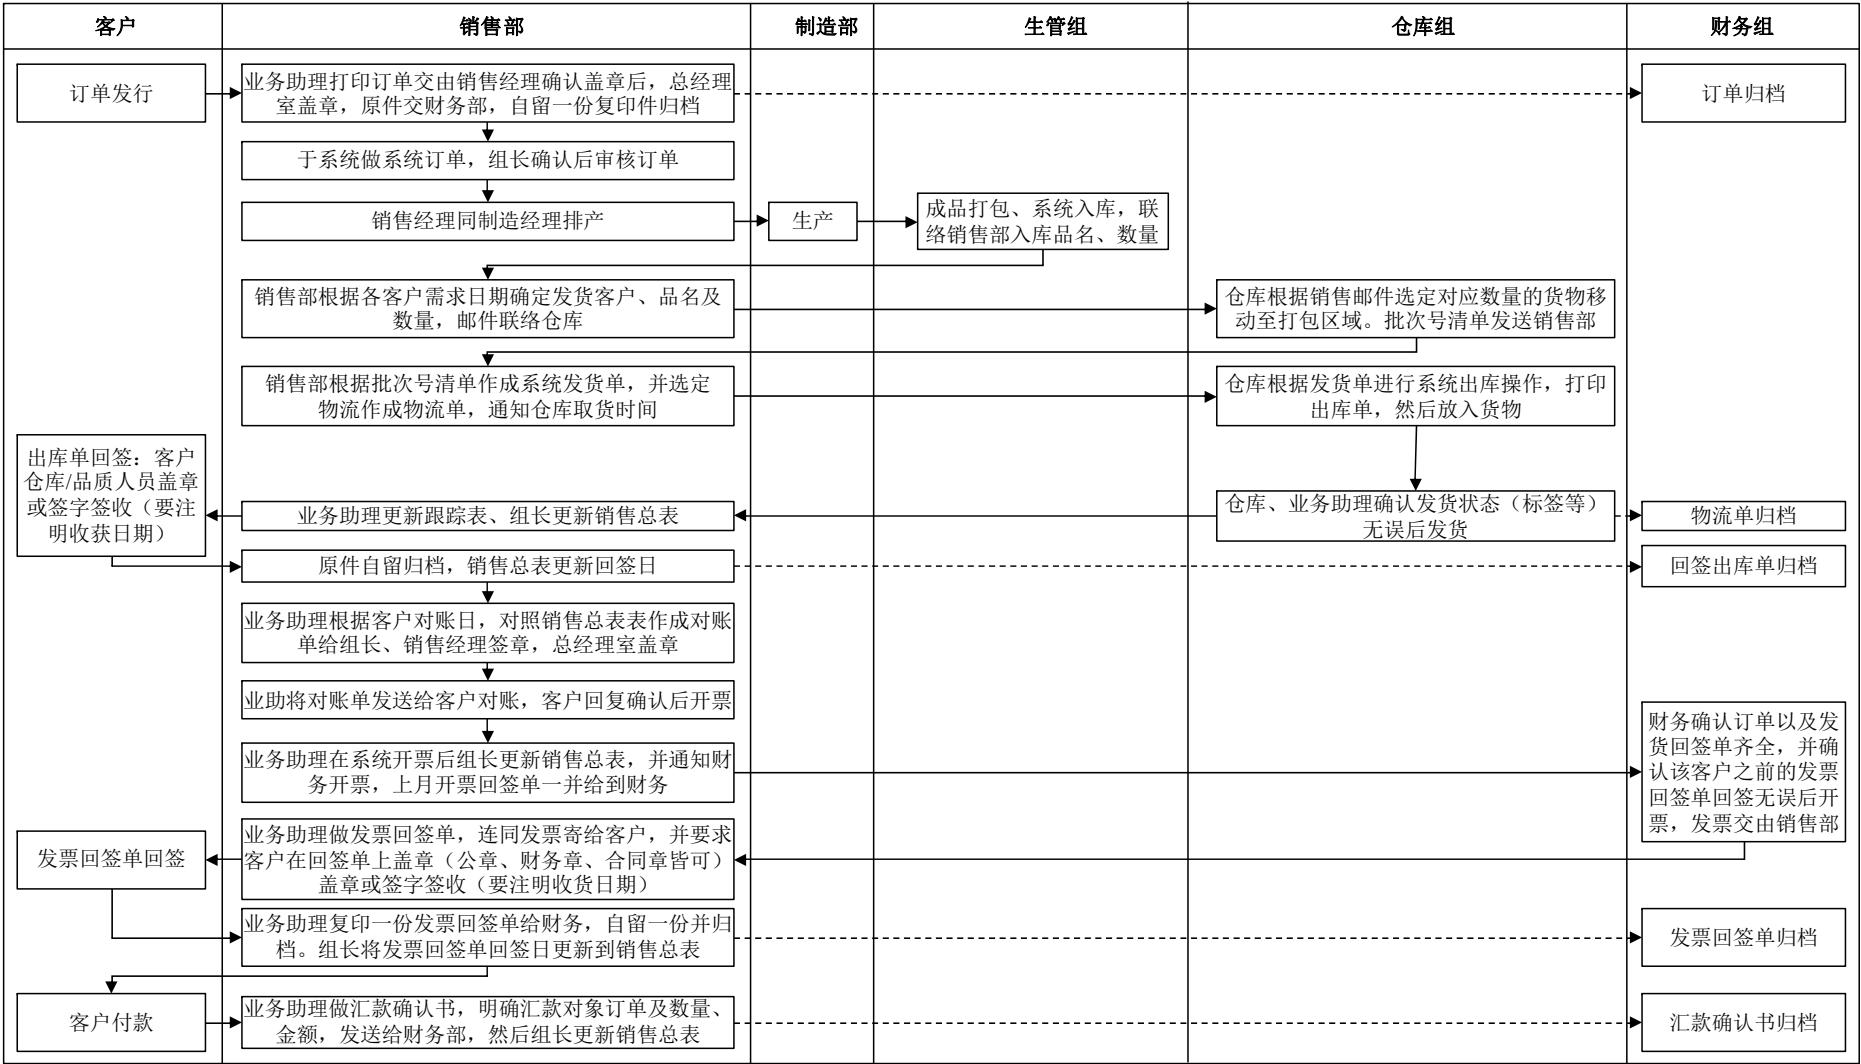 客户
销售部
制造部
生管组
仓库组
财务组
订单发行
业务助理打印订单交由销售经理确认盖章后，总经理
室盖章，原件交财务部，自留一份复印件归档
订单归档
于系统做系统订单，组长确认后审核订单
销售经理同制造经理排产
生产
成品打包、系统入库，联
络销售部入库品名、数量
销售部根据各客户需求日期确定发货客户、品名及
数量，邮件联络仓库
仓库根据销售邮件选定对应数量的货物移
动至打包区域。批次号清单发送销售部
销售部根据批次号清单作成系统发货单，并选定
物流作成物流单，通知仓库取货时间
仓库根据发货单进行系统出库操作，打印
出库单，然后放入货物
出库单回签：客户
仓库/品质人员盖章
或签字签收（要注
明收获日期）
业务助理更新跟踪表、组长更新销售总表
仓库、业务助理确认发货状态（标签等）
无误后发货
物流单归档
原件自留归档，销售总表更新回签日
回签出库单归档
业务助理根据客户对账日，对照销售总表表作成对账
单给组长、销售经理签章，总经理室盖章
业助将对账单发送给客户对账，客户回复确认后开票
业务助理在系统开票后组长更新销售总表，并通知财
务开票，上月开票回签单一并给到财务
财务确认订单以及发
货回签单齐全，并确
认该客户之前的发票
回签单回签无误后开
票，发票交由销售部
发票回签单回签
业务助理做发票回签单，连同发票寄给客户，并要求
客户在回签单上盖章（公章、财务章、合同章皆可）
盖章或签字签收（要注明收货日期）
业务助理复印一份发票回签单给财务，自留一份并归
档。组长将发票回签单回签日更新到销售总表
发票回签单归档
客户付款
业务助理做汇款确认书，明确汇款对象订单及数量、
金额，发送给财务部，然后组长更新销售总表
汇款确认书归档